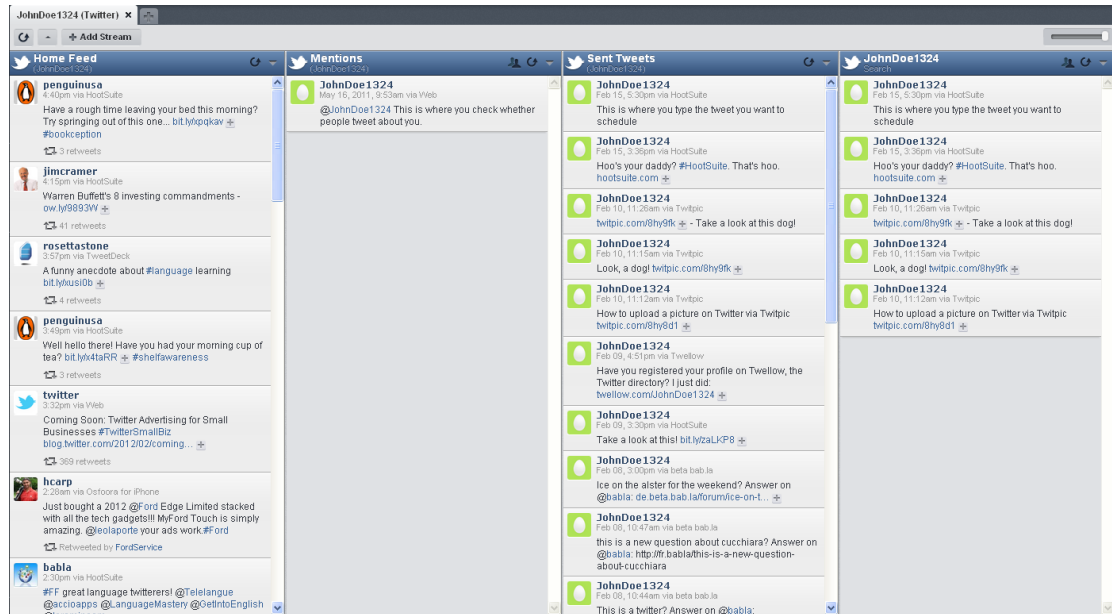 JohnDoe1324 (Twitter) ×
+ Add Stream
Home Feed
(JohnDoe1324)
penguinusa
4:40pm via HootSuite
Have a rough time leaving your bed this morning?
Try springing out of this one... bit.ly/xpqkav +
#bookception
3 retweets
jimcramer
4:15pm via HootSuite
Warren Buffett's 8 investing commandments -
ow.ly/9893W +
41 retweets
rosettastone
3:57pm via TweetDeck
A funny anecdote about #language learning
bit.ly/xusi0b +
4 retweets
penguinusa
3:49pm via HootSuite
Well hello there! Have you had your morning cup of
tea? bit.ly/x4taRR + #shelfawareness
3 retweets
twitter
3:32pm via Web
Coming Soon: Twitter Advertising for Small
Businesses #TwitterSmallBiz
blog.twitter.com/2012/02/coming... +
369 retweets
hcarp
2:28am via Osfoora for iPhone
Just bought a 2012 @Ford Edge Limited stacked
with all the tech gadgets!!! MyFord Touch is simply
amazing. @leolaporte your ads work.#Ford
Retweeted by FordService
babla
2:30pm via HootSuite
#FF great language twitterers! @Telelangue
@accioapps @LanguageMastery @GetIntoEnglish
Mentions
(JohnDoe1324)
JohnDoe1324
May 16, 2011, 9:53am via Web
@JohnDoe1324 This is where you check whether
people tweet about you.
Sent Tweets
(JohnDoe1324)
JohnDoe1324
Feb 15, 5:30pm via HootSuite
This is where you type the tweet you want to
schedule
JohnDoe1324
Feb 15, 3:36pm via HootSuite
Hoo's your daddy? #HootSuite. That's hoo.
hootsuite.com +
JohnDoe1324
Feb 10, 11:26am via Twitpic
twitpic.com/8hy9fk + - Take a look at this dog!
JohnDoe1324
Feb 10, 11:15am via Twitpic
Look, a dog! twitpic.com/8hy9fk +
JohnDoe1324
Feb 10, 11:12am via Twitpic
How to upload a picture on Twitter via Twitpic
twitpic.com/8hy8d1 +
JohnDoe1324
Feb 09, 4:51pm via Twellow
Have you registered your profile on Twellow, the
Twitter directory? I just did:
twellow.com/JohnDoe1324 +
JohnDoe1324
Feb 09, 3:30pm via HootSuite
Take a look at this! bit.ly/zaLKP8 +
JohnDoe1324
Feb 08, 3:00pm via beta bab.la
Ice on the alster for the weekend? Answer on
@babla: de.beta.bab.la/forum/ice-on-t... +
JohnDoe1324
Feb 08, 10:47am via beta bab.la
this is a new question about cucchiara? Answer on
@babla: http://fr.babla/this-is-a-new-question-
about-cucchiara
JohnDoe1324
Feb 08, 10:44am via beta bab.la
This is a twitter? Answer on @babla:
JohnDoe1324
Search
JohnDoe1324
Feb 15, 5:30pm via HootSuite
This is where you type the tweet you want to
schedule
JohnDoe1324
Feb 15, 3:36pm via HootSuite
Hoo's your daddy? #HootSuite. That's hoo.
hootsuite.com +
JohnDoe1324
Feb 10, 11:26am via Twitpic
twitpic.com/8hy9fk + - Take a look at this dog!
JohnDoe1324
Feb 10, 11:15am via Twitpic
Look, a dog! twitpic.com/8hy9fk +
JohnDoe1324
Feb 10, 11:12am via Twitpic
How to upload a picture on Twitter via Twitpic
twitpic.com/8hy8d1 +